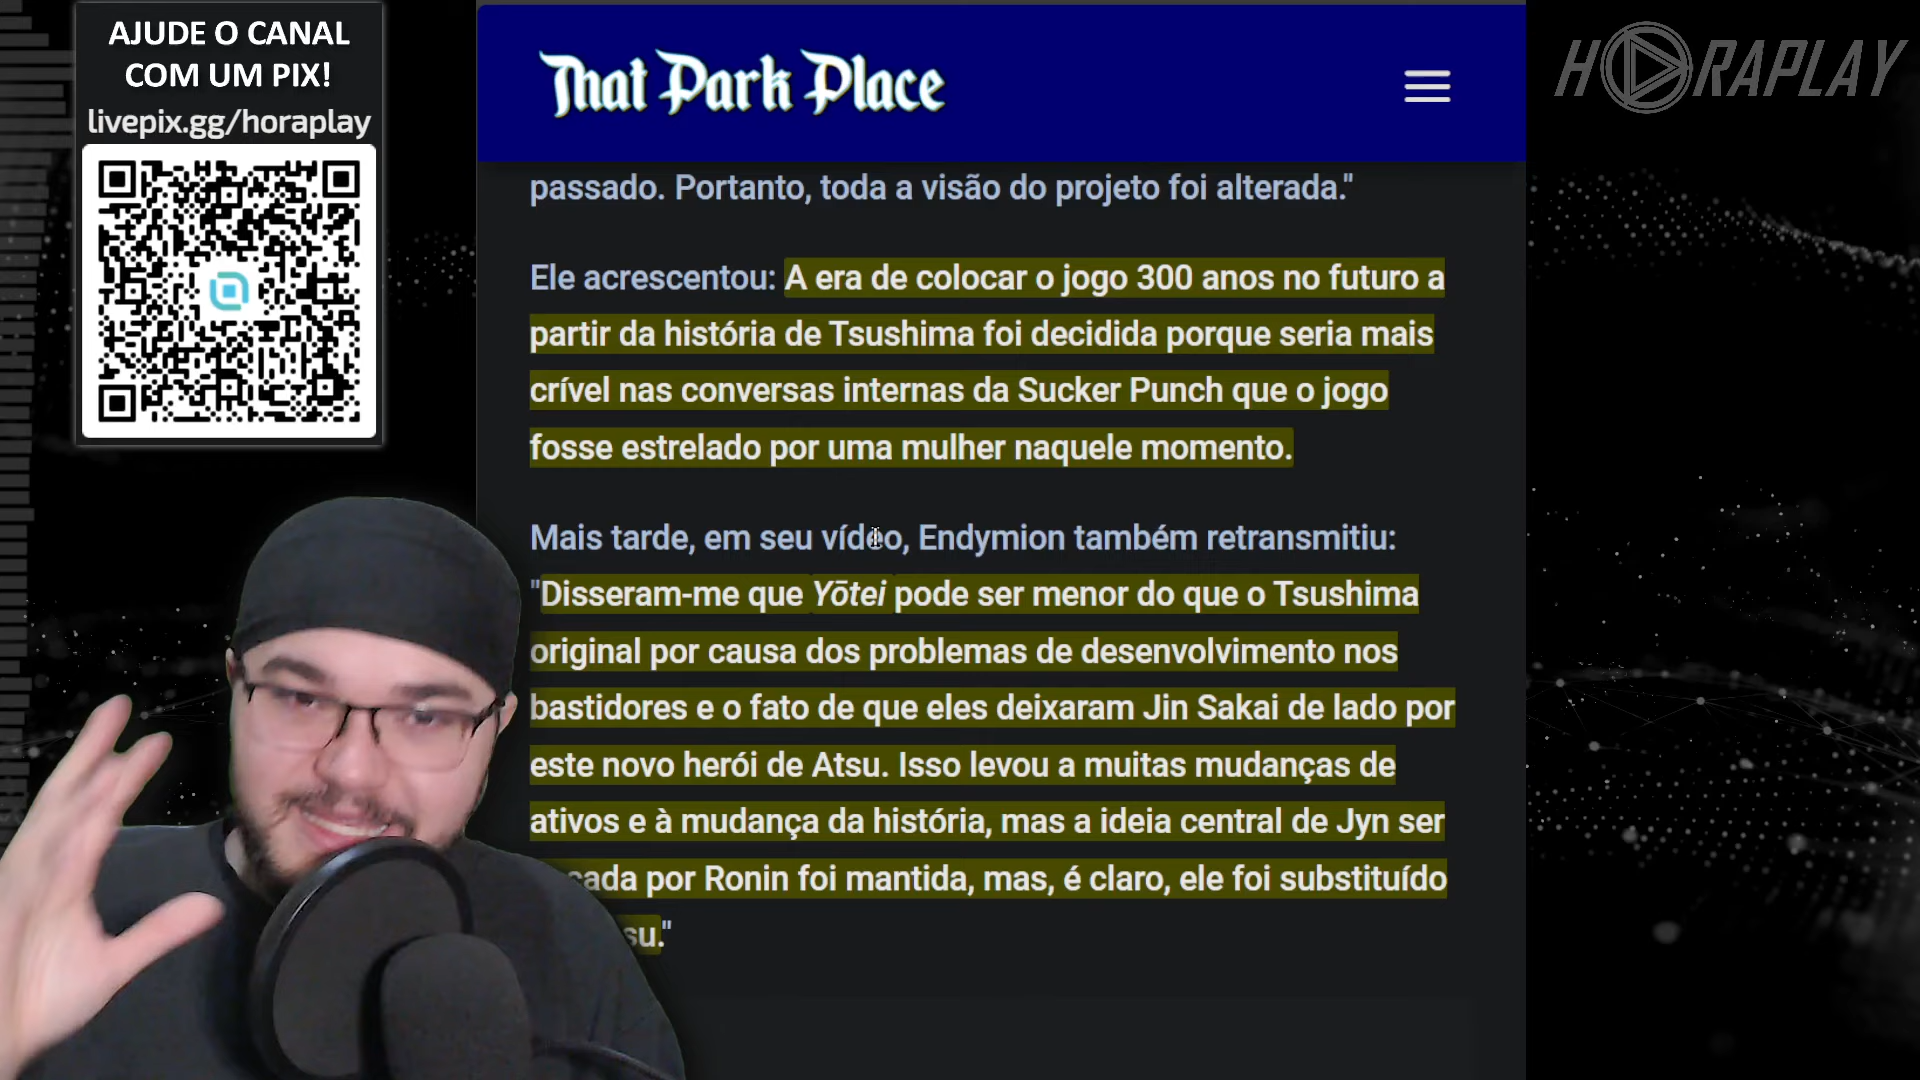 AJUDE O CANAL
COM UM PIX!
livepix.gg/horaplay
That Park Place
HORAPLAY
passado. Portanto, toda a visão do projeto foi alterada."
Ele acrescentou: A era de colocar o jogo 300 anos no futuro a
partir da história de Tsushima foi decidida porque seria mais
crível nas conversas internas da Sucker Punch que o jogo
fosse estrelado por uma mulher naquele momento.
Mais tarde, em seu vídeo, Endymion também retransmitiu:
"Disseram-me que Yōtei pode ser menor do que o Tsushima
original por causa dos problemas de desenvolvimento nos
bastidores e o fato de que eles deixaram Jin Sakai de lado por
este novo herói de Atsu. Isso levou a muitas mudanças de
ativos e à mudança da história, mas a ideia central de Jyn ser
por Ronin foi mantida, mas, é claro, ele foi substituído